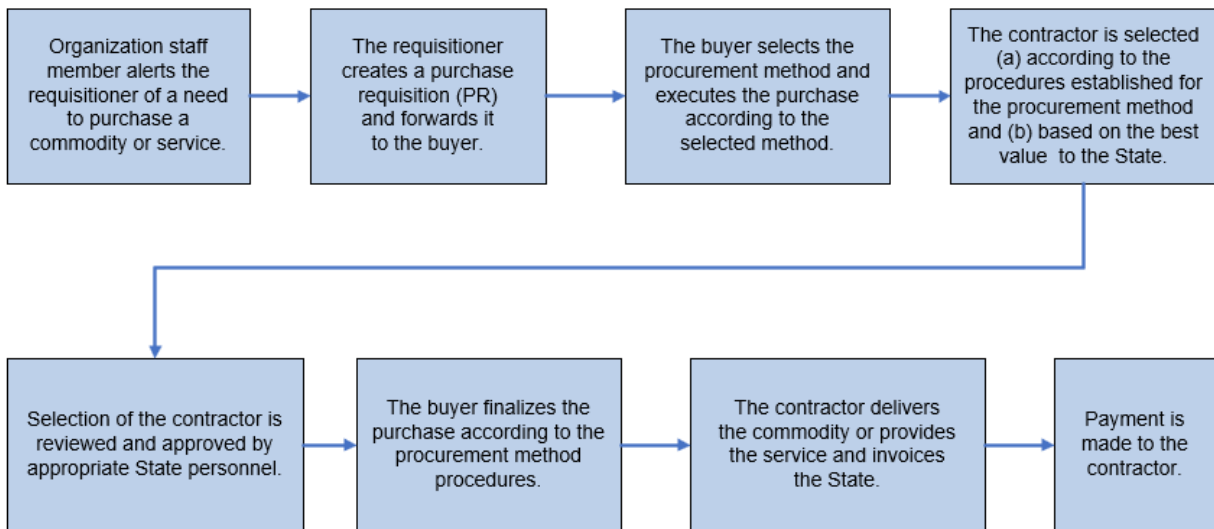 Organization staff
member alerts the
requisitioner of a need
to purchase a
commodity or service.
The requisitioner
creates a purchase
requisition (PR)
and forwards it
to the buyer.
The buyer selects the
procurement method and
executes the purchase
according to the
selected method.
The contractor is selected
(a) according to the
procedures established for
the procurement method
and (b) based on the best
value to the State.
Selection of the contractor is
reviewed and approved by
appropriate State personnel.
The buyer finalizes the
purchase according to the
procurement method
procedures.
The contractor delivers
the commodity or provides
the service and invoices
the State.
Payment is
made to the
contractor.